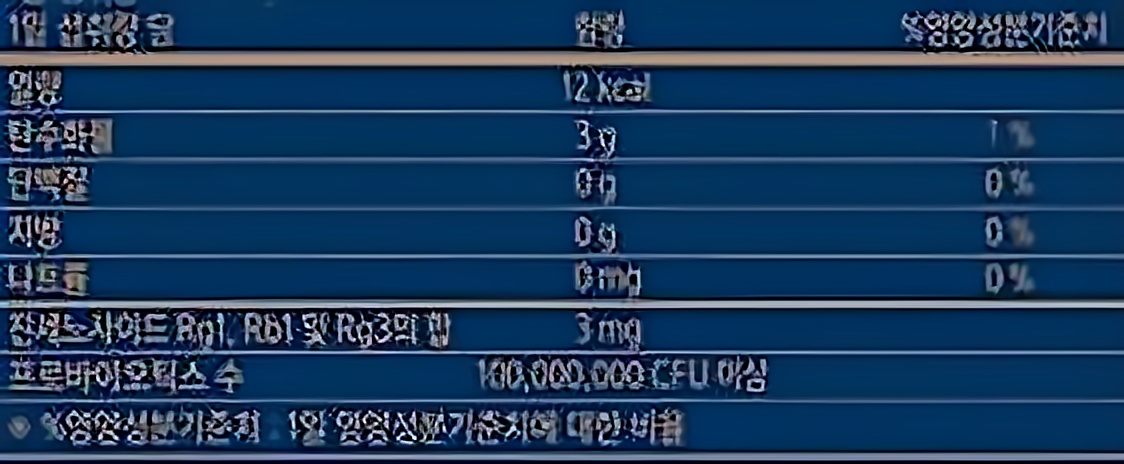 1일 섭취량 당 함량 %영양성분기준치
열량 12 kcal
탄수화물 3 g 1 %
단백질 0 g 0 %
지방 0 g 0 %
나트륨 0 mg 0 %
진세노사이드 Rg1, Rb1 및 Rg3의 합 3 mg
프로바이오틱스 수 100,000,000 CFU 이상
%영양성분기준치 : 1일 영양성분기준치에 대한 비율